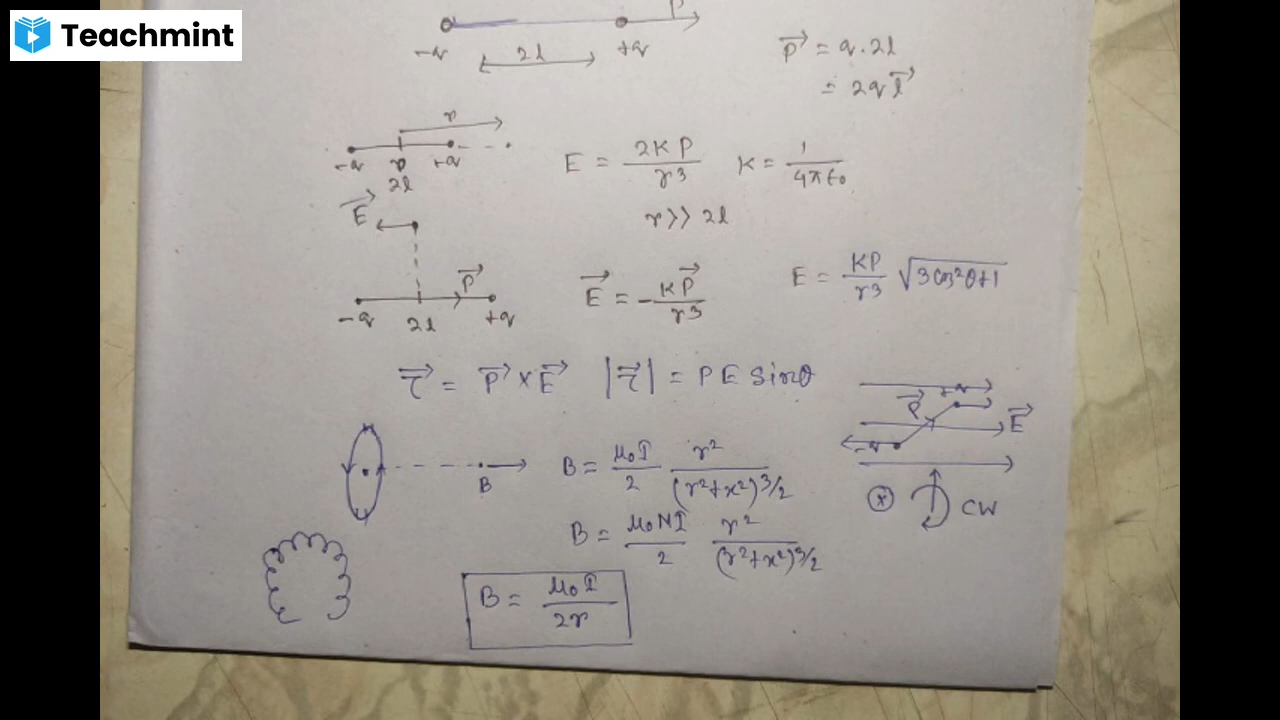 Teachmint
P
-q 2l +q
P⃗ = q.2l
= 2ql⃗
r
-q +q
2l
E = 2KP/r³ K = 1/4πε₀
r>>2l
E⃗
P⃗
-q 2l +q
E⃗ = -KP⃗/r³
E = KP/r³ √3cos²θ+1
τ⃗ = P⃗ × E⃗ |τ⃗| = PE Sinθ
+q
P⃗ E⃗
-q
B
B = μ₀I/2 r²/(r²+x²)^3/2
CW
B = μ₀NI/2 r²/(r²+x²)^3/2
B = μ₀I/2r